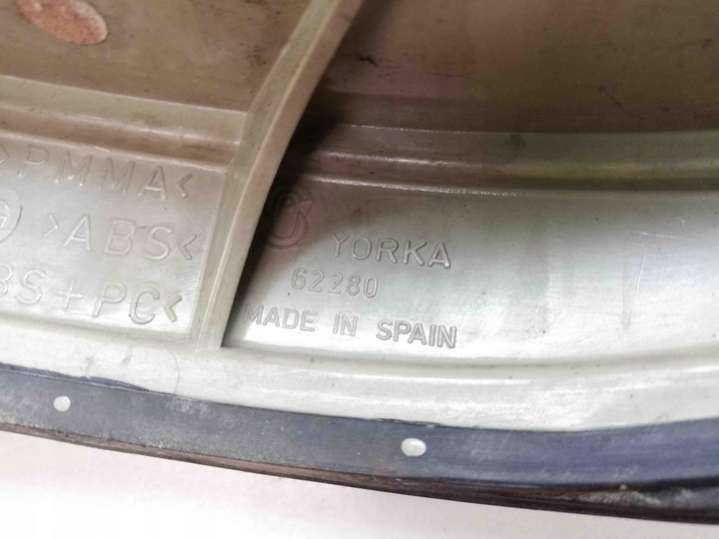 >PMMA<
>ABS<
BS+PC<
YORKA
62280
MADE IN SPAIN